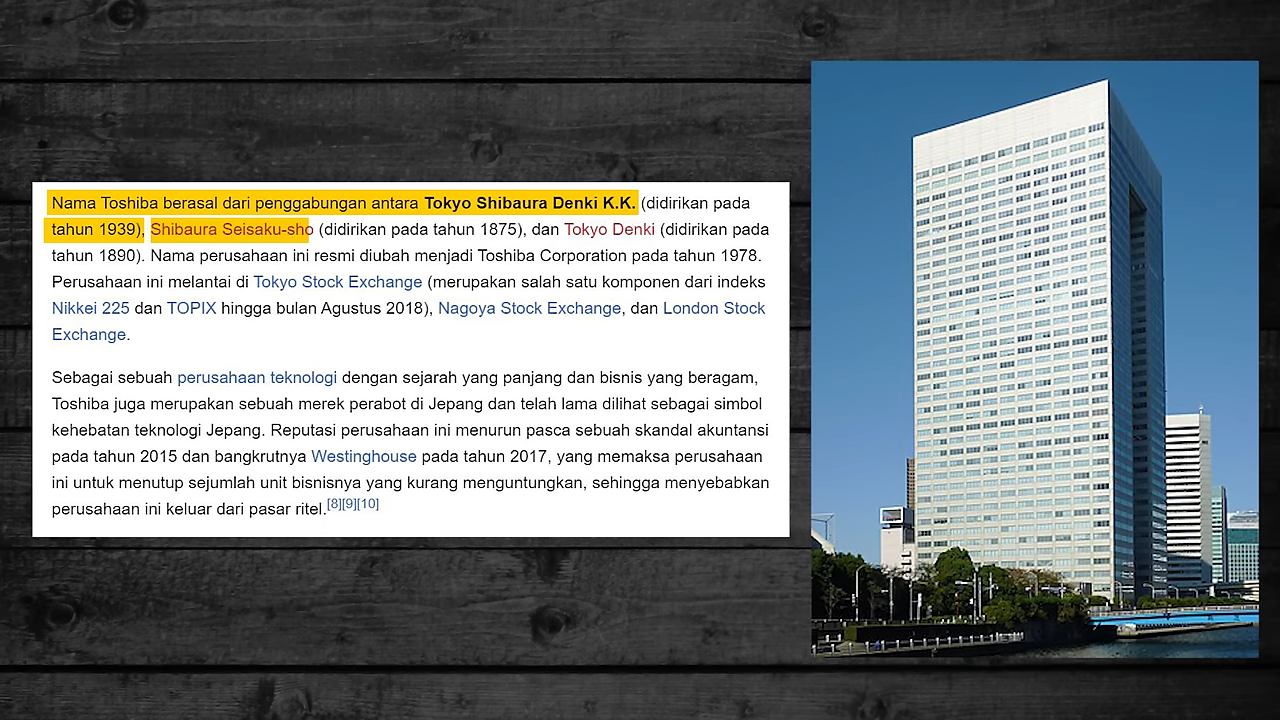 Nama Toshiba berasal dari penggabungan antara Tokyo Shibaura Denki K.K. (didirikan pada
tahun 1939), Shibaura Seisaku-sho (didirikan pada tahun 1875), dan Tokyo Denki (didirikan pada
tahun 1890). Nama perusahaan ini resmi diubah menjadi Toshiba Corporation pada tahun 1978.
Perusahaan ini melantai di Tokyo Stock Exchange (merupakan salah satu komponen dari indeks
Nikkei 225 dan TOPIX hingga bulan Agustus 2018), Nagoya Stock Exchange, dan London Stock
Exchange.
Sebagai sebuah perusahaan teknologi dengan sejarah yang panjang dan bisnis yang beragam,
Toshiba juga merupakan sebuah merek parabot di Jepang dan telah lama dilihat sebagai simbol
kehebatan teknologi Jepang. Reputasi perusahaan ini menurun pasca sebuah skandal akuntansi
pada tahun 2015 dan bangkrutnya Westinghouse pada tahun 2017, yang memaksa perusahaan
ini untuk menutup sejumlah unit bisnisnya yang kurang menguntungkan, sehingga menyebabkan
perusahaan ini keluar dari pasar ritel.[8][9][10]